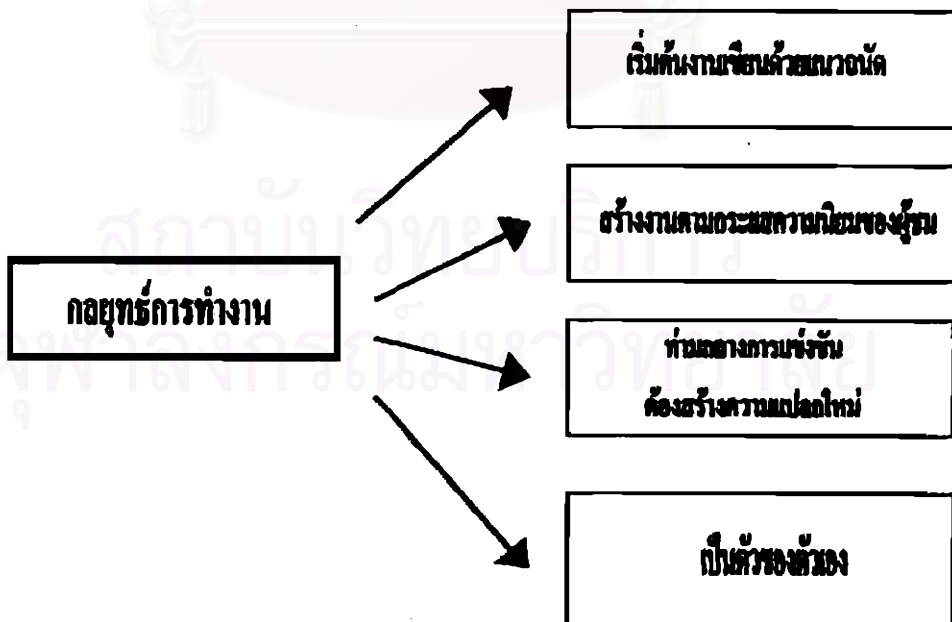 เริ่มต้นงานเขียนด้วยแนวถนัด
สร้างงานตามกระแสความนิยมของผู้ชม
กลยุทธ์การทำงาน
ท่ามกลางการแข่งขัน
ต้องสร้างความแปลกใหม่
เป็นตัวของตัวเอง
สถาบันวิทยบริการ
จุฬาลงกรณ์มหาวิทยาลัย